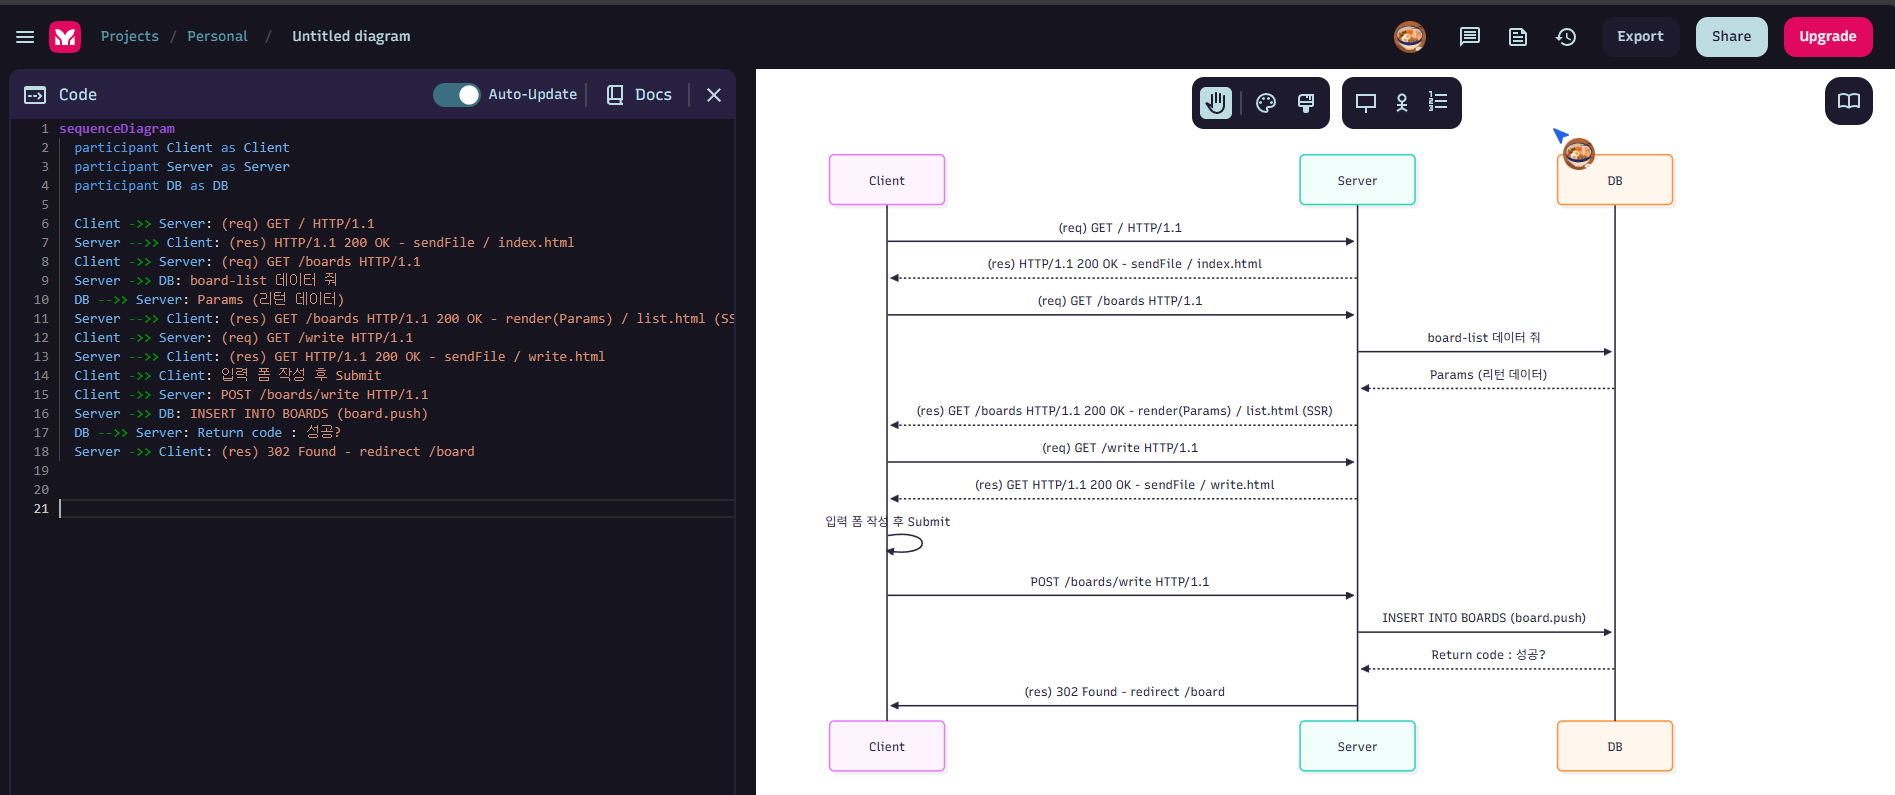 Projects / Personal / Untitled diagram
Export
Share
Upgrade
Code
Auto-Update
Docs
1 sequenceDiagram
2 participant Client as Client
3 participant Server as Server
4 participant DB as DB
5
6 Client ->> Server: (req) GET / HTTP/1.1
7 Server -->> Client: (res) HTTP/1.1 200 OK - sendFile / index.html
8 Client ->> Server: (req) GET /boards HTTP/1.1
9 Server ->> DB: board-list 데이터 줘
10 DB -->> Server: Params (리턴 데이터)
11 Server -->> Client: (res) GET /boards HTTP/1.1 200 OK - render(Params) / list.html (SS
12 Client ->> Server: (req) GET /write HTTP/1.1
13 Server -->> Client: (res) GET HTTP/1.1 200 OK - sendFile / write.html
14 Client ->> Client: 입력 폼 작성 후 Submit
15 Client ->> Server: POST /boards/write HTTP/1.1
16 Server ->> DB: INSERT INTO BOARDS (board.push)
17 DB -->> Server: Return code : 성공?
18 Server ->> Client: (res) 302 Found - redirect /board
19
20
21
Client
Server
DB
(req) GET / HTTP/1.1
(res) HTTP/1.1 200 OK - sendFile / index.html
(req) GET /boards HTTP/1.1
board-list 데이터 줘
Params (리턴 데이터)
(res) GET /boards HTTP/1.1 200 OK - render(Params) / list.html (SSR)
(req) GET /write HTTP/1.1
(res) GET HTTP/1.1 200 OK - sendFile / write.html
입력 폼 작성 후 Submit
POST /boards/write HTTP/1.1
INSERT INTO BOARDS (board.push)
Return code : 성공?
(res) 302 Found - redirect /board
Client
Server
DB